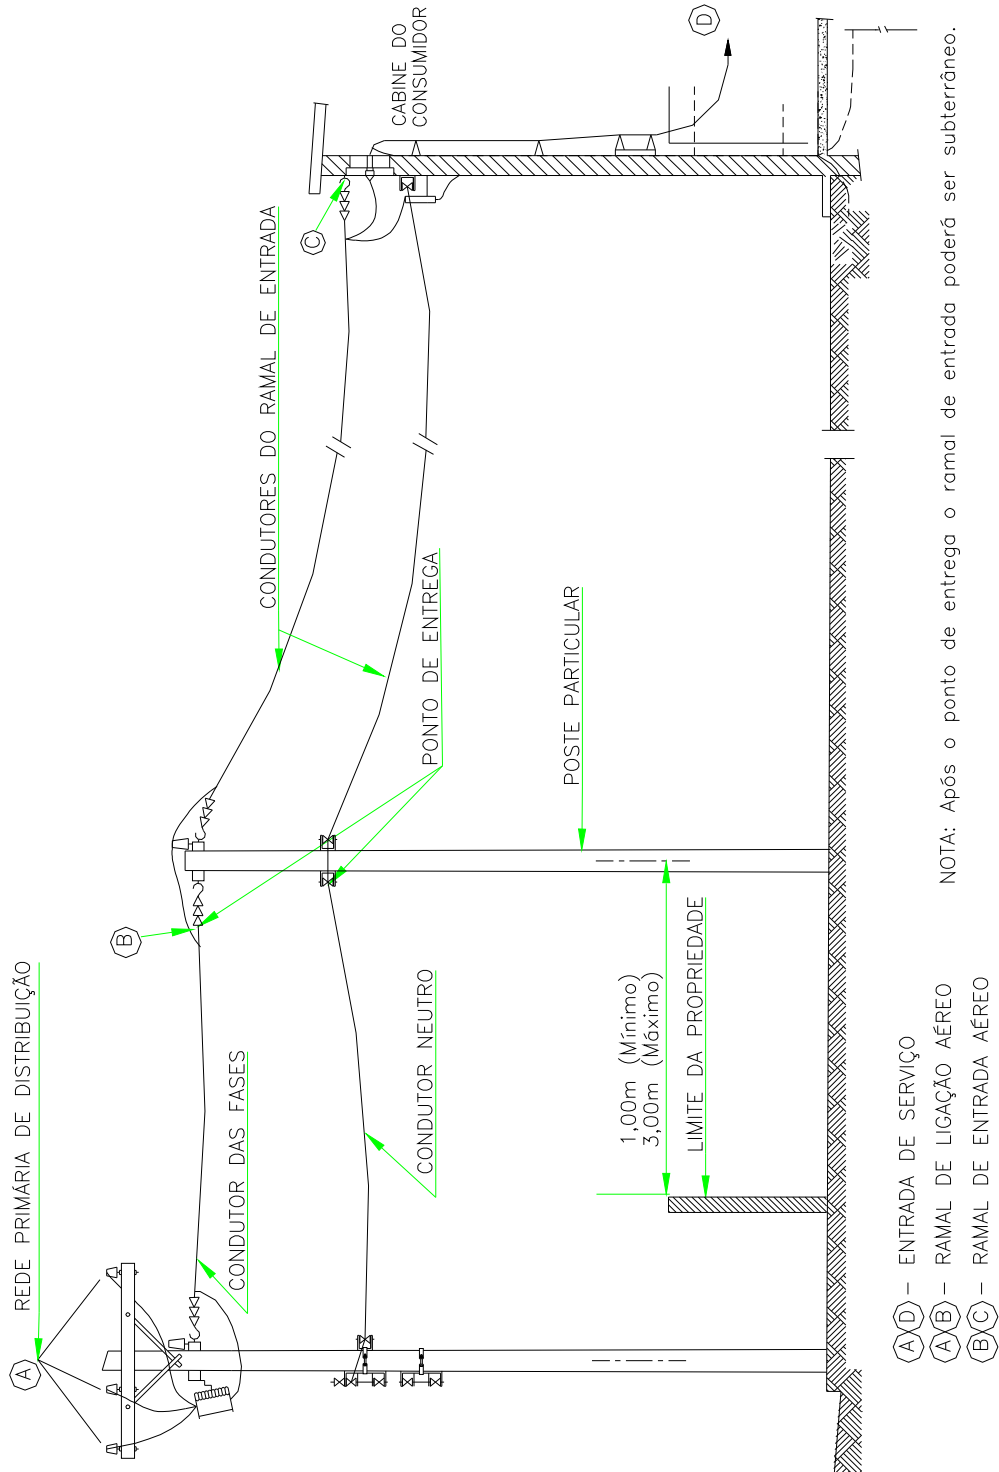 A
REDE PRIMÁRIA DE DISTRIBUIÇÃO
B
CONDUTOR DAS FASES
CONDUTOR NEUTRO
CONDUTORES DO RAMAL DE ENTRADA
C
CABINE DO
CONSUMIDOR
D
PONTO DE ENTREGA
POSTE PARTICULAR
1,00m (Mínimo)
3,00m (Máximo)
LIMITE DA PROPRIEDADE
A D - ENTRADA DE SERVIÇO
A B - RAMAL DE LIGAÇÃO AÉREO
B C - RAMAL DE ENTRADA AÉREO
NOTA: Após o ponto de entrega o ramal de entrada poderá ser subterrâneo.